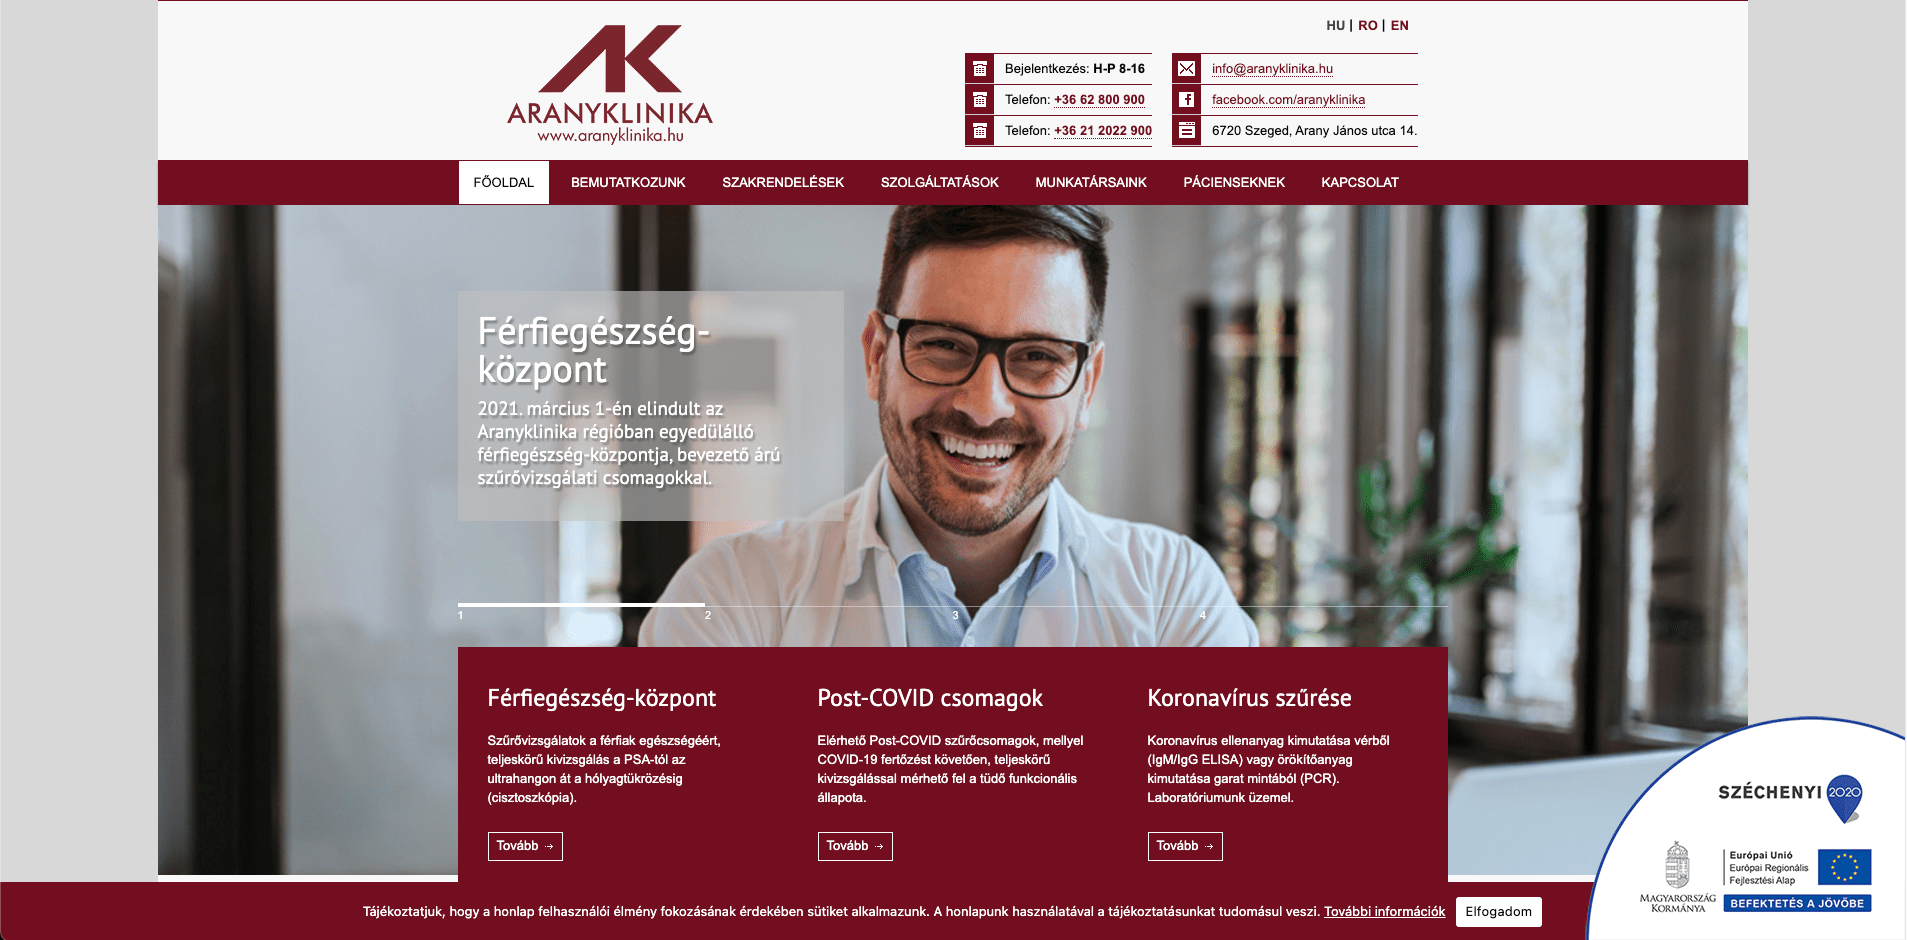 HU | RO | EN
AK
ARANYKLINIKA
www.aranyklinika.hu
Bejelentkezés: H-P 8-16
Telefon: +36 62 800 900
Telefon: +36 21 2022 900
info@aranyklinika.hu
facebook.com/aranyklinika
6720 Szeged, Arany János utca 14.
FŐOLDAL BEMUTATKOZUNK SZAKRENDELÉSEK SZOLGÁLTATÁSOK MUNKATÁRSAINK PÁCIENSEKNEK KAPCSOLAT
Férfiegészség-
központ
2021. március 1-én elindult az
Aranyklinika régióban egyedülálló
férfiegészség-központja, bevezető árú
szűrővizsgálati csomagokkal.
1 2 3 4
Férfiegészség-központ
Szűrővizsgálatok a férfiak egészségéért,
teljeskörű kivizsgálás a PSA-tól az
ultrahangon át a hólyagtükrözésig
(cisztoszkópia).
Tovább →
Post-COVID csomagok
Elérhető Post-COVID szűrőcsomagok, mellyel
COVID-19 fertőzést követően, teljeskörű
kivizsgálással mérhető fel a tüdő funkcionális
állapota.
Tovább →
Koronavírus szűrése
Koronavírus ellenanyag kimutatása vérből
(IgM/IgG ELISA) vagy örökítőanyag
kimutatása garat mintából (PCR).
Laboratóriumunk üzemel.
Tovább →
SZÉCHENYI 2020
MAGYARORSZÁG
KORMÁNYA
Európai Unió
Európai Regionális
Fejlesztési Alap
BEFEKTETÉS A JÖVŐBE
Tájékoztatjuk, hogy a honlap felhasználói élmény fokozásának érdekében sütiket alkalmazunk. A honlapunk használatával a tájékoztatásunkat tudomásul veszi. További információk Elfogadom